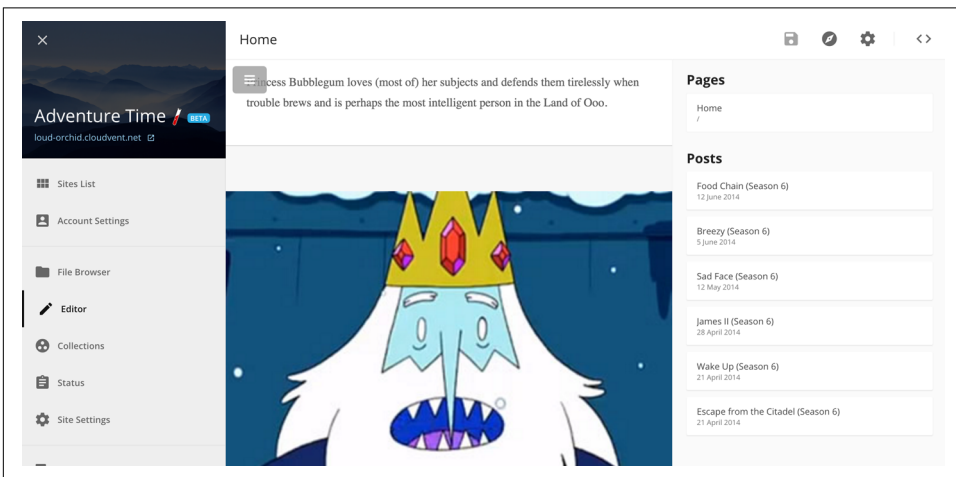 Adventure Time
BETA
loud-orchid.cloudvent.net
Sites List
Account Settings
File Browser
Editor
Collections
Status
Site Settings
Home
Bubblegum loves (most of) her subjects and defends them tirelessly when
trouble brews and is perhaps the most intelligent person in the Land of Ooo.
Pages
Home
/
Posts
Food Chain (Season 6)
12 June 2014
Breezy (Season 6)
5 June 2014
Sad Face (Season 6)
12 May 2014
James II (Season 6)
28 April 2014
Wake Up (Season 6)
21 April 2014
Escape from the Citadel (Season 6)
21 April 2014